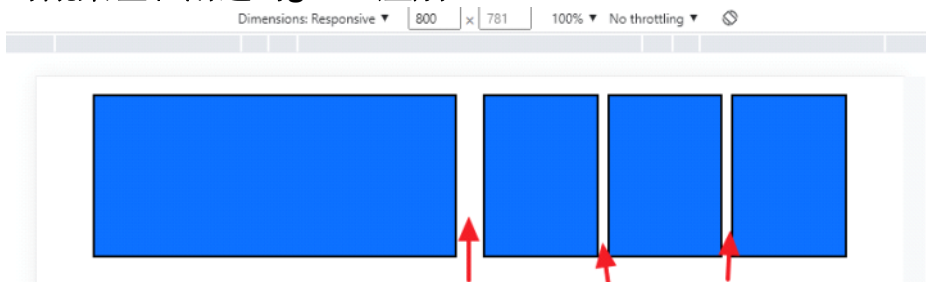 Dimensions: Responsive ▼ 800 x 781 100% ▼ No throttling ▼